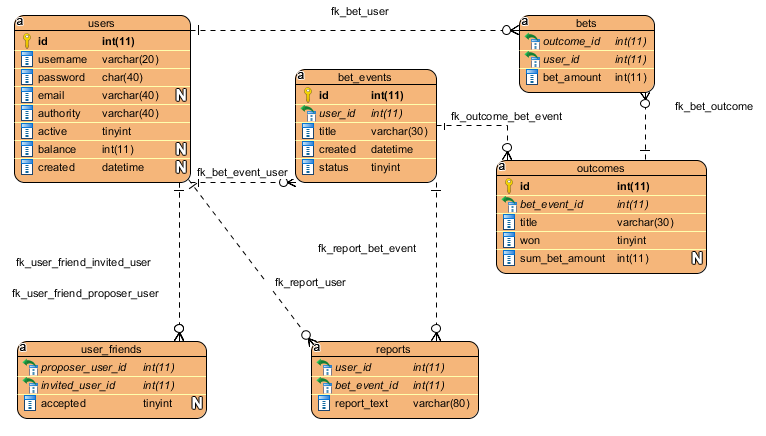 fk_bet_user
a users
id int(11)
username varchar(20)
password char(40)
email varchar(40) N
authority varchar(40)
active tinyint
balance int(11) N
created datetime N
a bets
outcome_id int(11)
user_id int(11)
bet_amount int(11)
a bet_events
id int(11)
user_id int(11)
title varchar(30)
created datetime
status tinyint
fk_bet_outcome
fk_outcome_bet_event
fk_bet_event_user
a outcomes
id int(11)
bet_event_id int(11)
title varchar(30)
won tinyint
sum_bet_amount int(11) N
fk_report_bet_event
fk_user_friend_invited_user
fk_report_user
fk_user_friend_proposer_user
a user_friends
proposer_user_id int(11)
invited_user_id int(11)
accepted tinyint N
a reports
user_id int(11)
bet_event_id int(11)
report_text varchar(80)